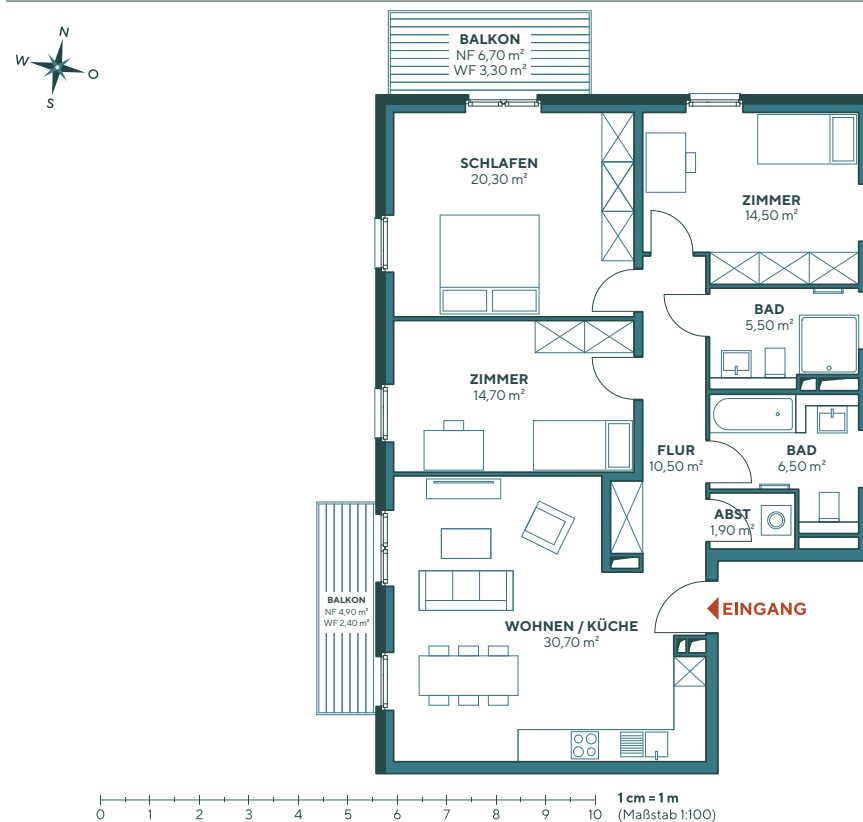 N
W
O
S
BALKON
NF 6,70 m²
WF 3,30 m²
SCHLAFEN
20,30 m²
ZIMMER
14,50 m²
BAD
5,50 m²
ZIMMER
14,70 m²
FLUR
10,50 m²
BAD
6,50 m²
ABST
1,90 m²
BALKON
NF 4,90 m²
WF 2,40 m²
EINGANG
WOHNEN / KÜCHE
30,70 m²
0 1 2 3 4 5 6 7 8 9 10
1 cm = 1 m
(Maßstab 1:100)